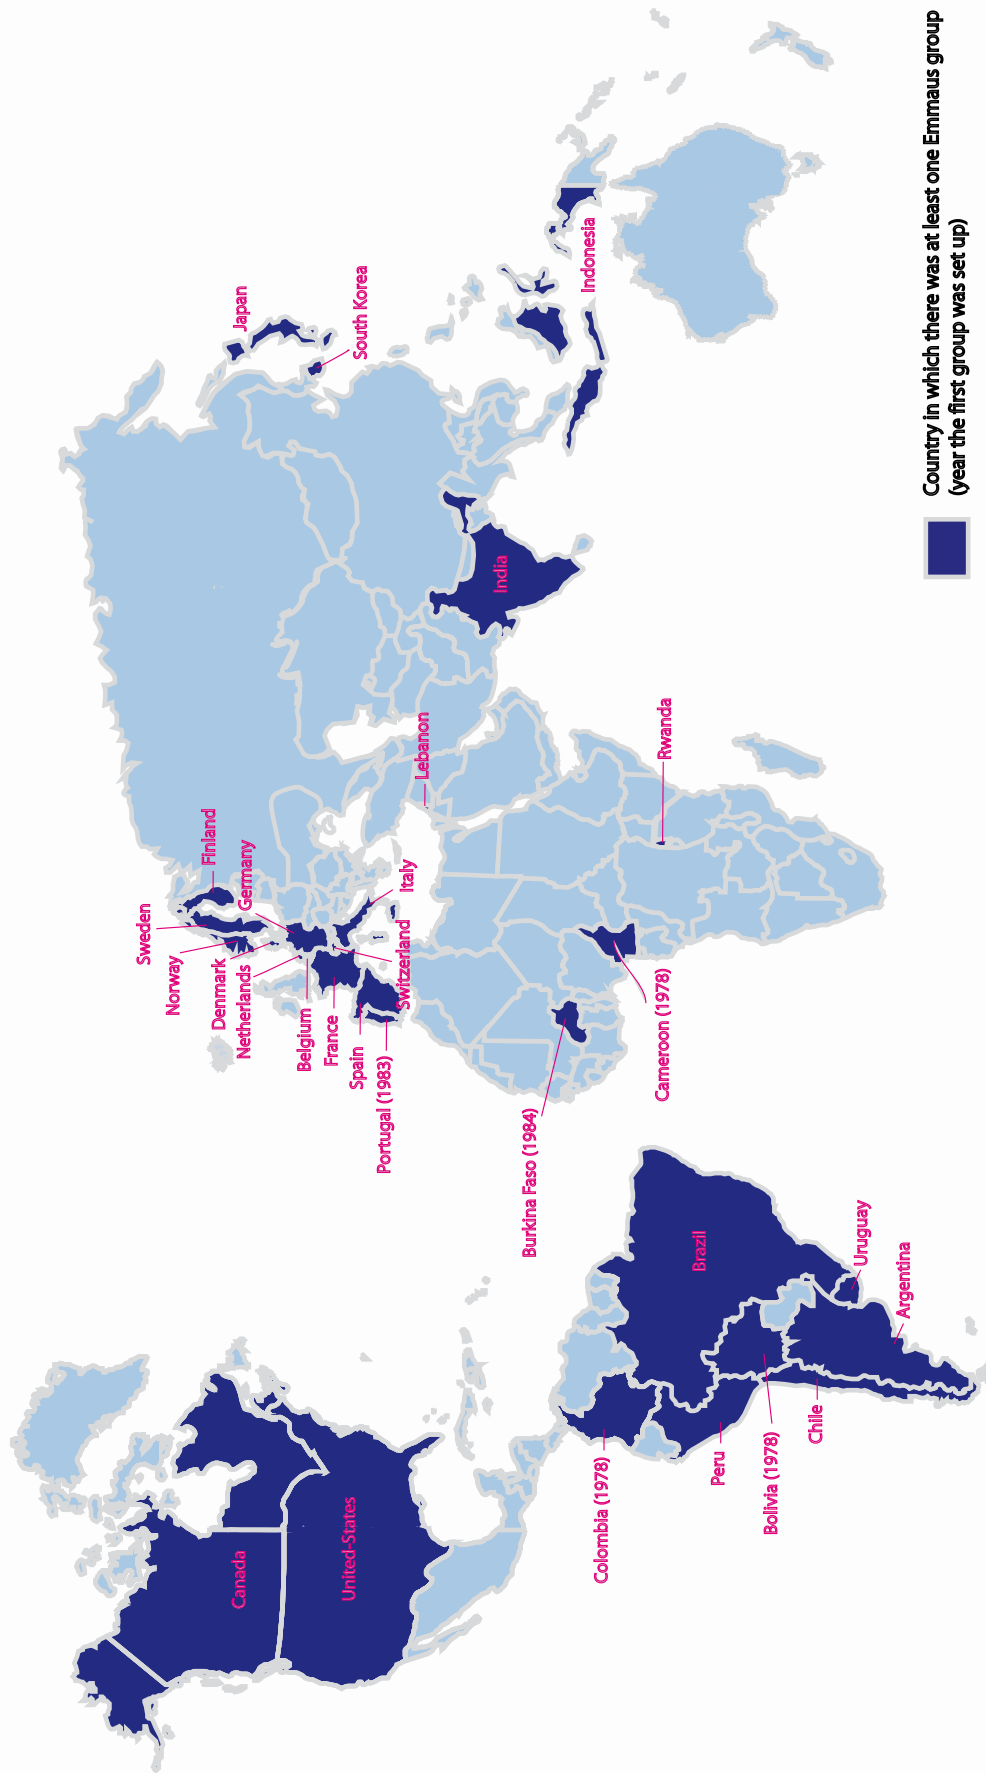 Canada
United-States
Colombia (1978)
Peru
Bolivia (1978)
Chile
Brazil
Uruguay
Argentina
Sweden
Norway
Finland
Denmark
Germany
Netherlands
Belgium
France
Spain
Portugal (1983)
Switzerland
Italy
Lebanon
Burkina Faso (1984)
Cameroon (1978)
Rwanda
India
Japan
South Korea
Indonesia
Country in which there was at least one Emmaus group
(year the first group was set up)